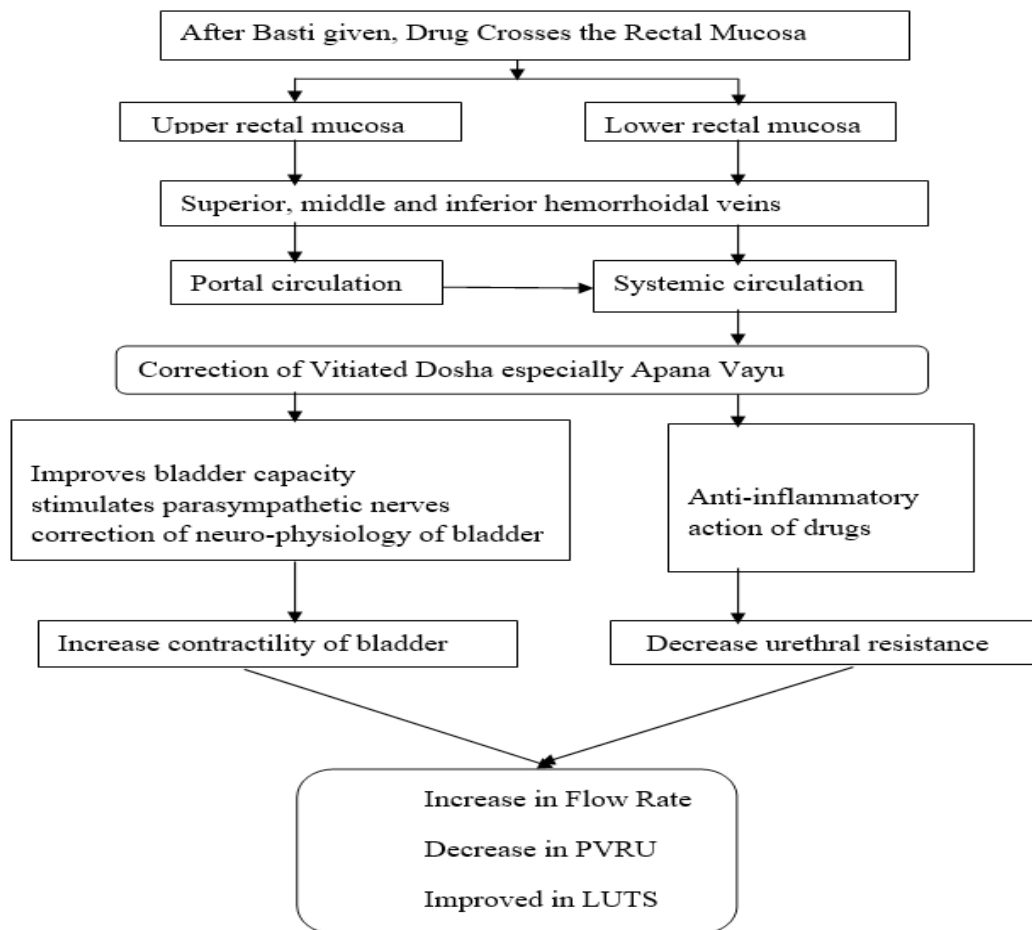 After Basti given, Drug Crosses the Rectal Mucosa
Upper rectal mucosa
Lower rectal mucosa
Superior, middle and inferior hemorrhoidal veins
Portal circulation
Systemic circulation
Correction of Vitiated Dosha especially Apana Vayu
Improves bladder capacity
stimulates parasympathetic nerves
correction of neuro-physiology of bladder
Anti-inflammatory
action of drugs
Increase contractility of bladder
Decrease urethral resistance
Increase in Flow Rate
Decrease in PVRU
Improved in LUTS